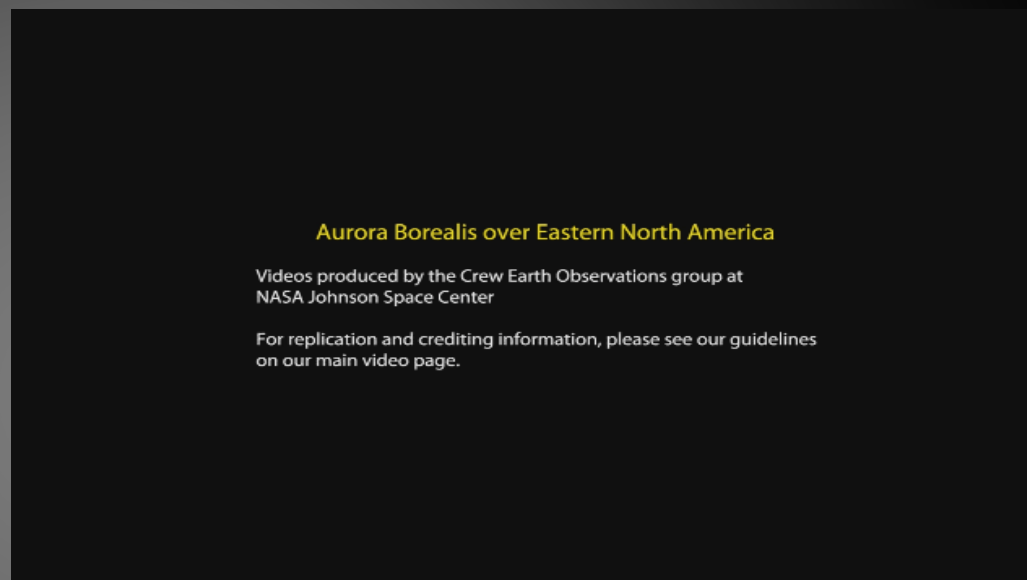 Aurora Borealis over Eastern North America
Videos produced by the Crew Earth Observations group at
NASA Johnson Space Center
For replication and crediting information, please see our guidelines
on our main video page.